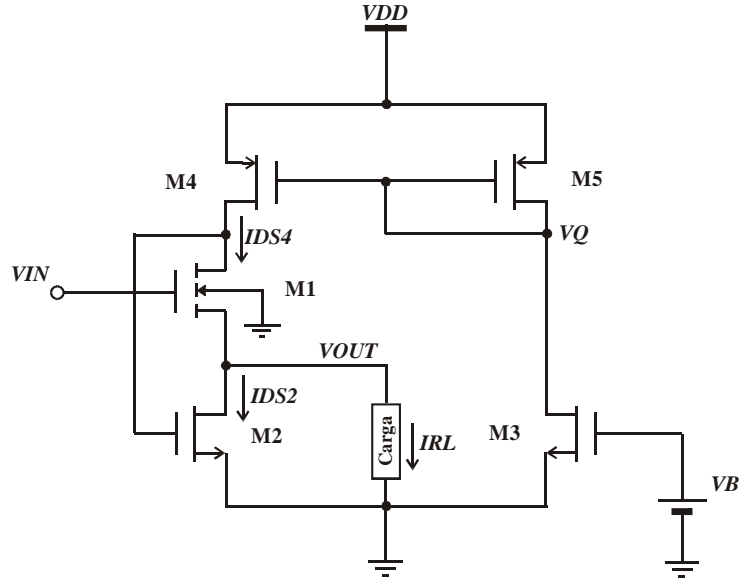 VDD
M4
M5
IDS4
VQ
VIN
M1
VOUT
IDS2
M2
Carga
IRL
M3
VB